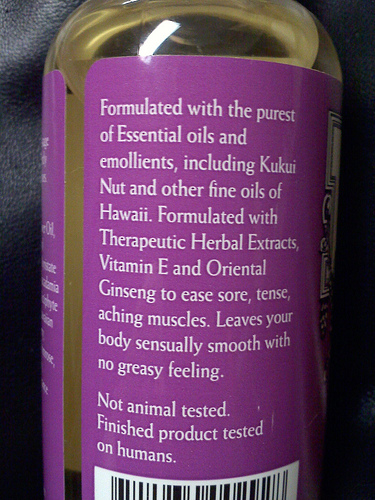 Formulated with the purest
of Essential oils and
emollients, including Kukui
Nut and other fine oils of
Hawaii. Formulated with
Therapeutic Herbal Extracts,
Vitamin E and Oriental
Ginseng to ease sore, tense,
aching muscles. Leaves your
body sensually smooth with
no greasy feeling.
Not animal tested.
Finished product tested
on humans.